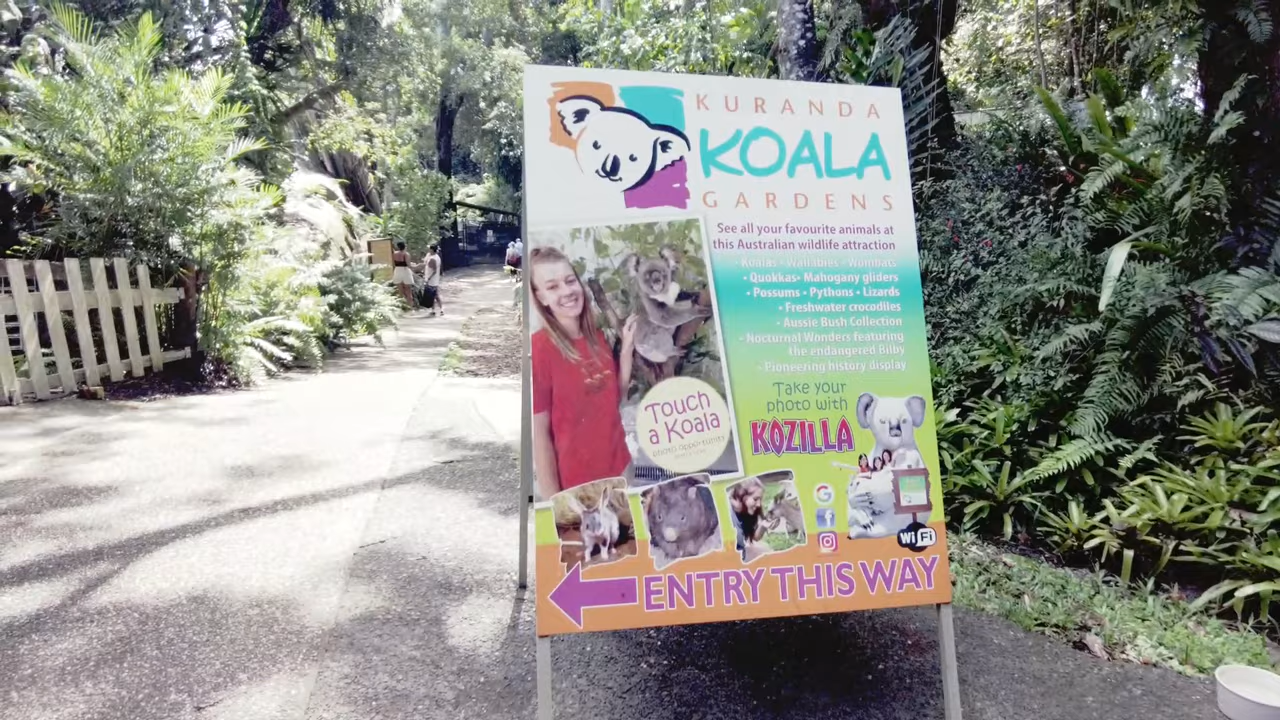 KURANDA
KOALA
GARDENS
See all your favourite animals at
this Australian wildlife attraction
• Koalas • Wallabies • Wombats
• Quokkas • Mahogany gliders
• Possums • Pythons • Lizards
• Freshwater crocodiles
• Aussie Bush Collection
• Nocturnal Wonders featuring
the endangered Bilby
• Pioneering history display
Touch
a Koala
photo opportunity
Take your
photo with
KOZILLA
G
f
WiFi
ENTRY THIS WAY